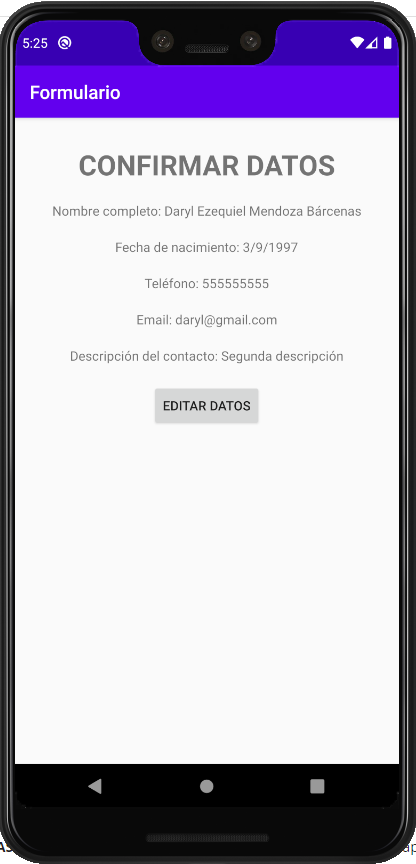 5:25
Formulario
CONFIRMAR DATOS
Nombre completo: Daryl Ezequiel Mendoza Bárcenas
Fecha de nacimiento: 3/9/1997
Teléfono: 555555555
Email: daryl@gmail.com
Descripción del contacto: Segunda descripción
EDITAR DATOS